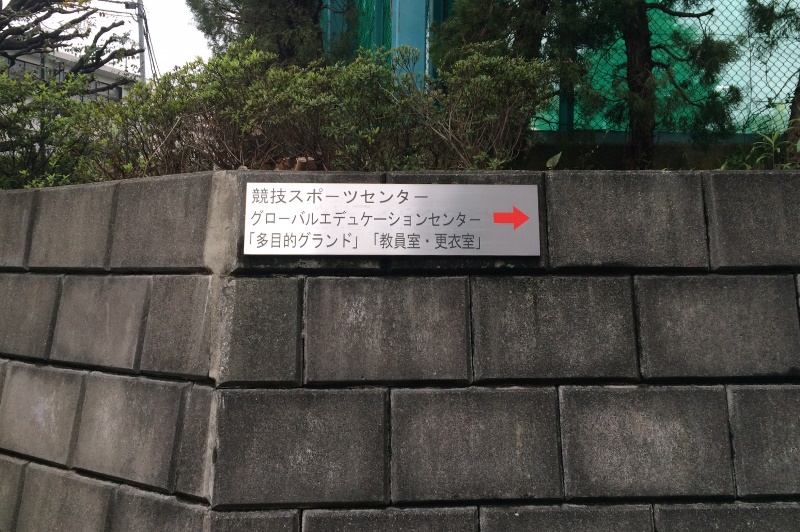 競技スポーツセンター
グローバルエデュケーションセンター
「多目的グランド」「教員室・更衣室」